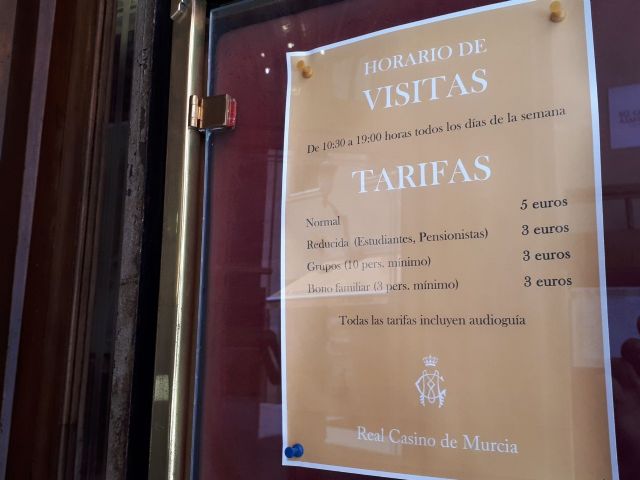 HORARIO DE
VISITAS
De 10:30 a 19:00 horas todos los días de la semana
TARIFAS
Normal 5 euros
Reducida (Estudiantes, Pensionistas) 3 euros
Grupos (10 pers. mínimo) 3 euros
Bono familiar (3 pers. mínimo) 3 euros
Todas las tarifas incluyen audioguía
Real Casino de Murcia